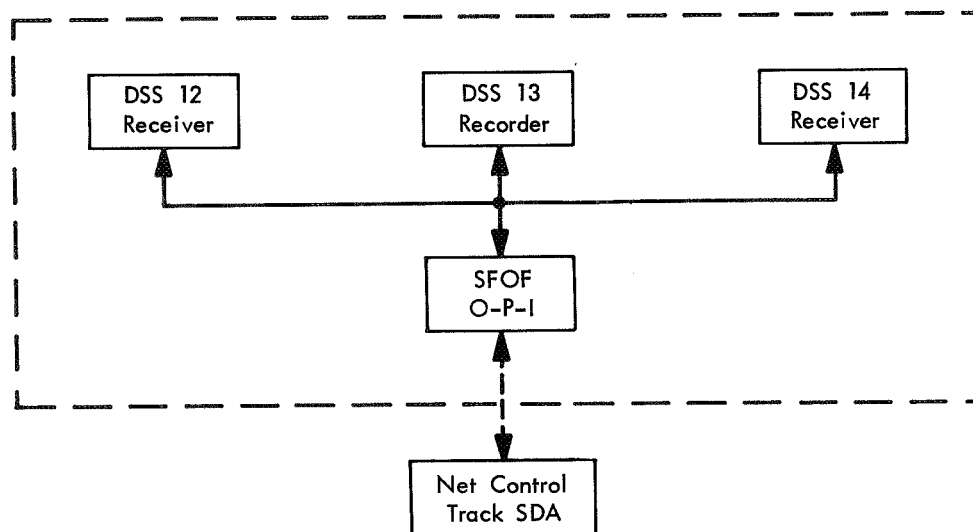 DSS 12
Receiver
DSS 13
Recorder
DSS 14
Receiver
SFOF
O-P-I
Net Control
Track SDA